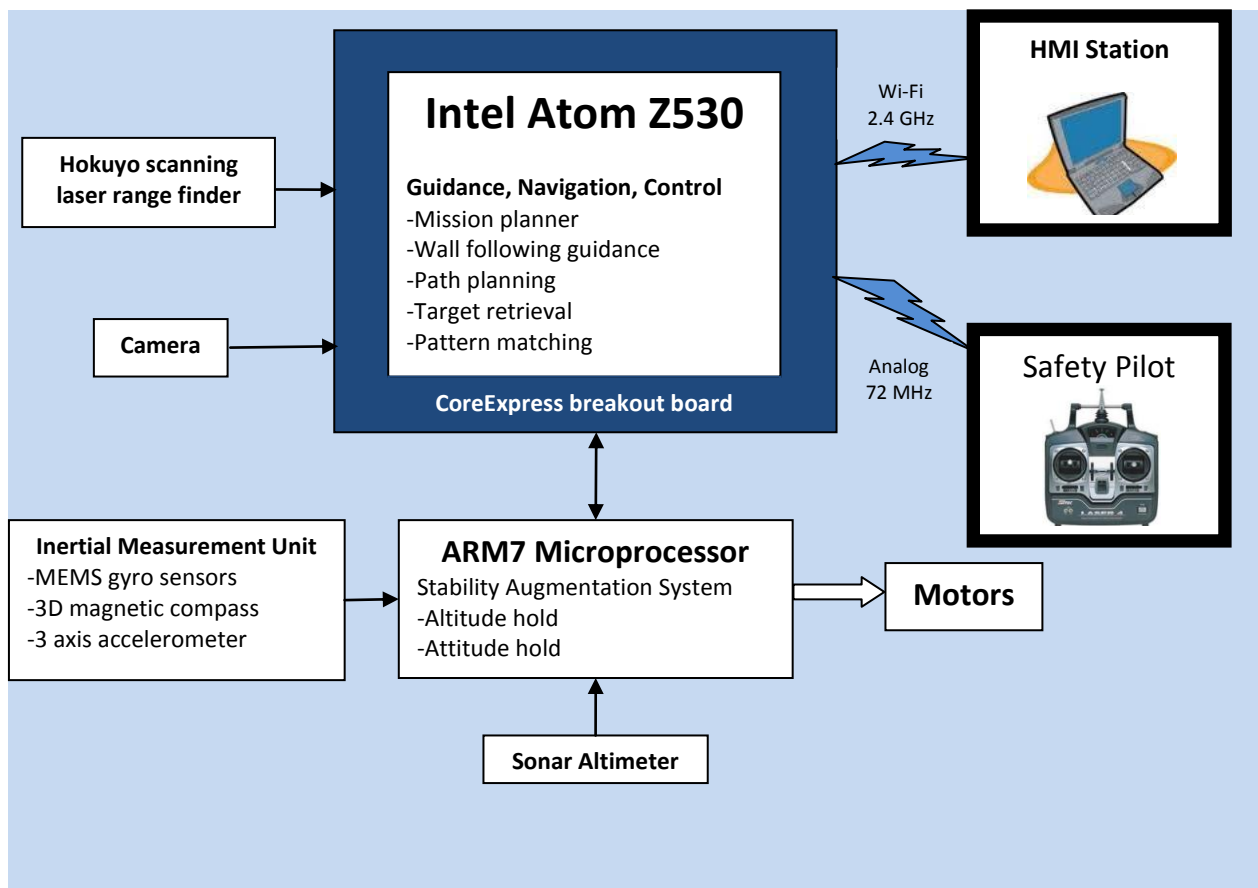 Intel Atom Z530
Guidance, Navigation, Control
-Mission planner
-Wall following guidance
-Path planning
-Target retrieval
-Pattern matching
CoreExpress breakout board
Hokuyo scanning
laser range finder
Camera
Wi-Fi
2.4 GHz
HMI Station
Analog
72 MHz
Safety Pilot
LASER 4
Inertial Measurement Unit
-MEMS gyro sensors
-3D magnetic compass
-3 axis accelerometer
ARM7 Microprocessor
Stability Augmentation System
-Altitude hold
-Attitude hold
Motors
Sonar Altimeter